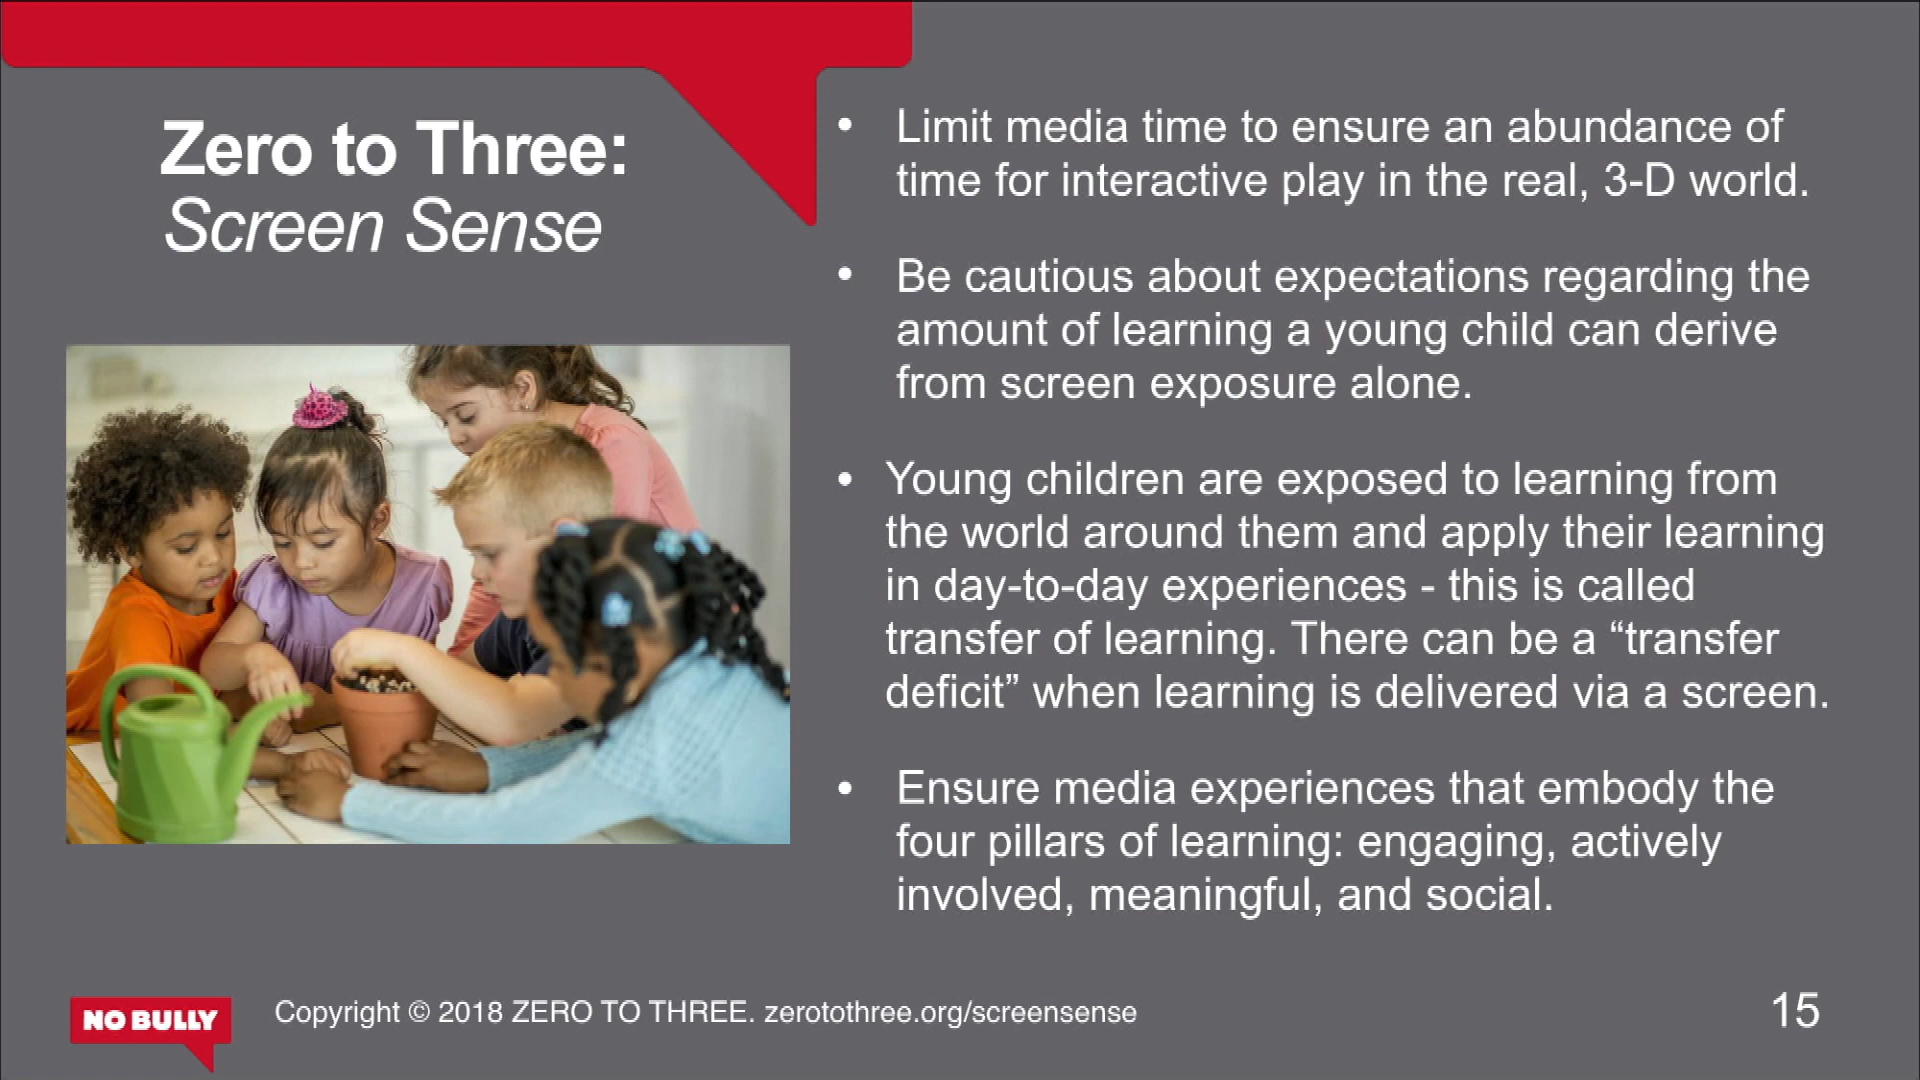 Zero to Three:
Screen Sense
• Limit media time to ensure an abundance of
time for interactive play in the real, 3-D world.
• Be cautious about expectations regarding the
amount of learning a young child can derive
from screen exposure alone.
• Young children are exposed to learning from
the world around them and apply their learning
in day-to-day experiences - this is called
transfer of learning. There can be a “transfer
deficit” when learning is delivered via a screen.
• Ensure media experiences that embody the
four pillars of learning: engaging, actively
involved, meaningful, and social.
NO BULLY
Copyright © 2018 ZERO TO THREE. zerotothree.org/screensense
15